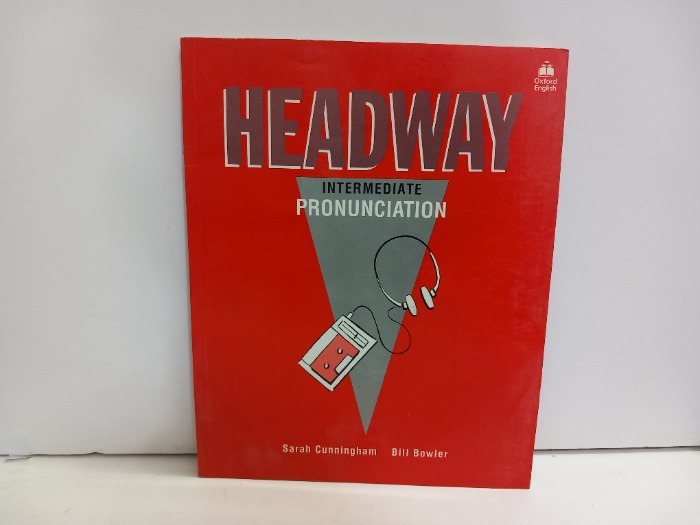 Oxford
English
HEADWAY
INTERMEDIATE
PRONUNCIATION
Sarah Cunningham Bill Bowler